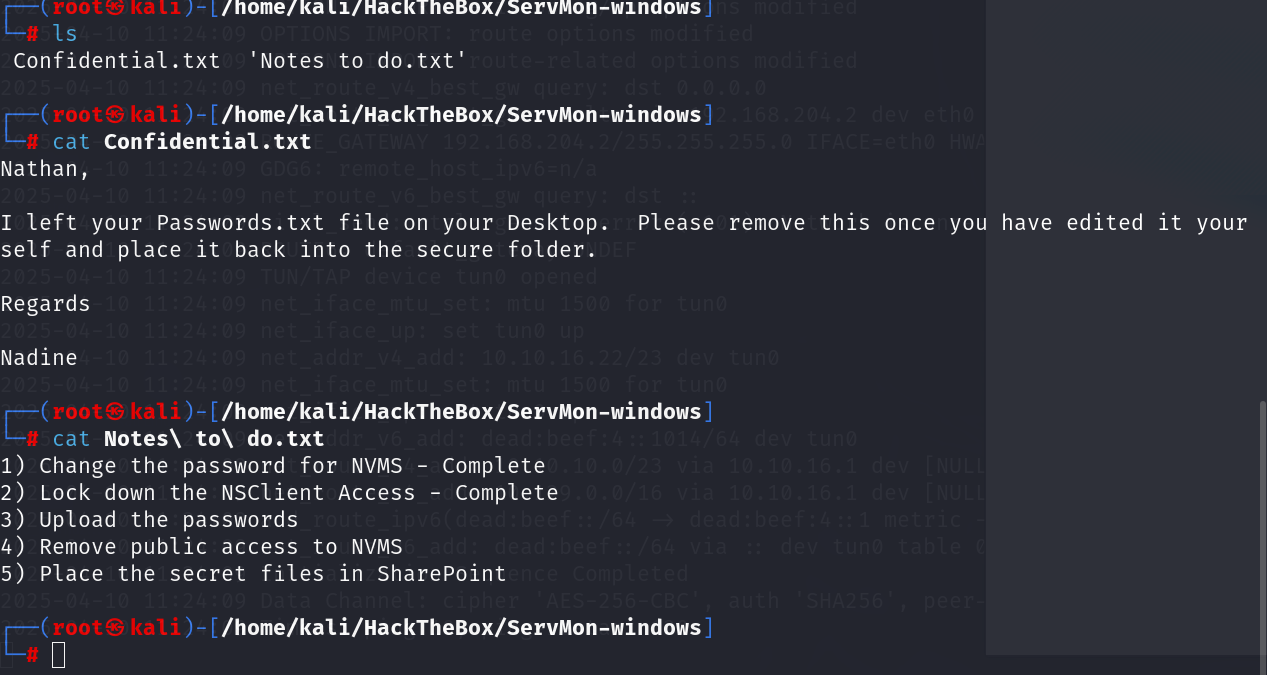 ┌──(root㉿kali)-[/home/kali/HackTheBox/ServMon-windows]
└─# ls
Confidential.txt  'Notes to do.txt'
┌──(root㉿kali)-[/home/kali/HackTheBox/ServMon-windows]
└─# cat Confidential.txt
Nathan,
I left your Passwords.txt file on your Desktop.  Please remove this once you have edited it your
self and place it back into the secure folder.
Regards
Nadine
┌──(root㉿kali)-[/home/kali/HackTheBox/ServMon-windows]
└─# cat Notes\ to\ do.txt
1) Change the password for NVMS - Complete
2) Lock down the NSClient Access - Complete
3) Upload the passwords
4) Remove public access to NVMS
5) Place the secret files in SharePoint
┌──(root㉿kali)-[/home/kali/HackTheBox/ServMon-windows]
└─#